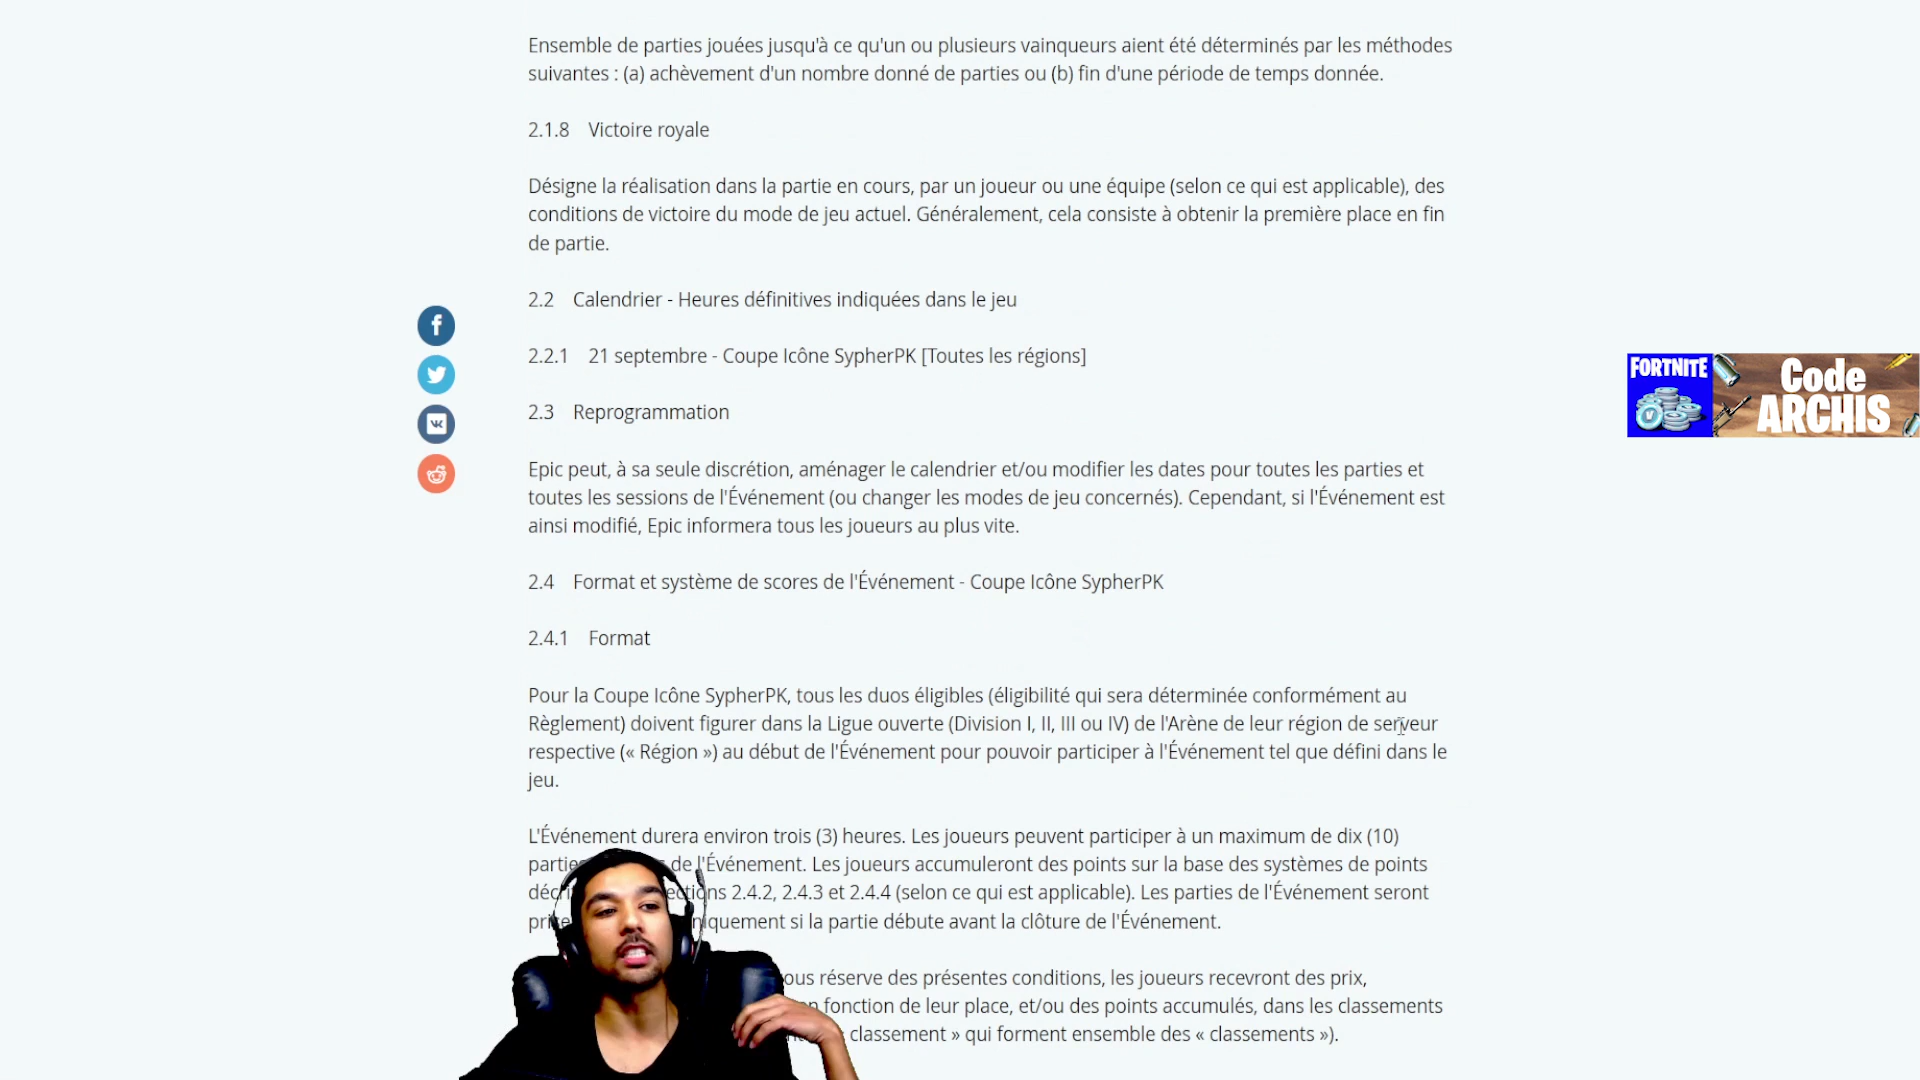 Ensemble de parties jouées jusqu'à ce qu'un ou plusieurs vainqueurs aient été déterminés par les méthodes
suivantes : (a) achèvement d'un nombre donné de parties ou (b) fin d'une période de temps donnée.
2.1.8 Victoire royale
Désigne la réalisation dans la partie en cours, par un joueur ou une équipe (selon ce qui est applicable), des
conditions de victoire du mode de jeu actuel. Généralement, cela consiste à obtenir la première place en fin
de partie.
2.2 Calendrier - Heures définitives indiquées dans le jeu
2.2.1 21 septembre - Coupe Icône SypherPK [Toutes les régions]
2.3 Reprogrammation
Epic peut, à sa seule discrétion, aménager le calendrier et/ou modifier les dates pour toutes les parties et
toutes les sessions de l'Événement (ou changer les modes de jeu concernés). Cependant, si l'Événement est
ainsi modifié, Epic informera tous les joueurs au plus vite.
2.4 Format et système de scores de l'Événement - Coupe Icône SypherPK
2.4.1 Format
Pour la Coupe Icône SypherPK, tous les duos éligibles (éligibilité qui sera déterminée conformément au
Règlement) doivent figurer dans la Ligue ouverte (Division I, II, III ou IV) de l'Arène de leur région de serveur
respective (« Région ») au début de l'Événement pour pouvoir participer à l'Événement tel que défini dans le
jeu.
L'Événement durera environ trois (3) heures. Les joueurs peuvent participer à un maximum de dix (10)
de l'Événement. Les joueurs accumuleront des points sur la base des systèmes de points
2.4.2, 2.4.3 et 2.4.4 (selon ce qui est applicable). Les parties de l'Événement seront
si la partie débute avant la clôture de l'Événement.
réserve des présentes conditions, les joueurs recevront des prix,
fonction de leur place, et/ou des points accumulés, dans les classements
classement » qui forment ensemble des « classements »).
FORTNITE
Code
ARCHIS